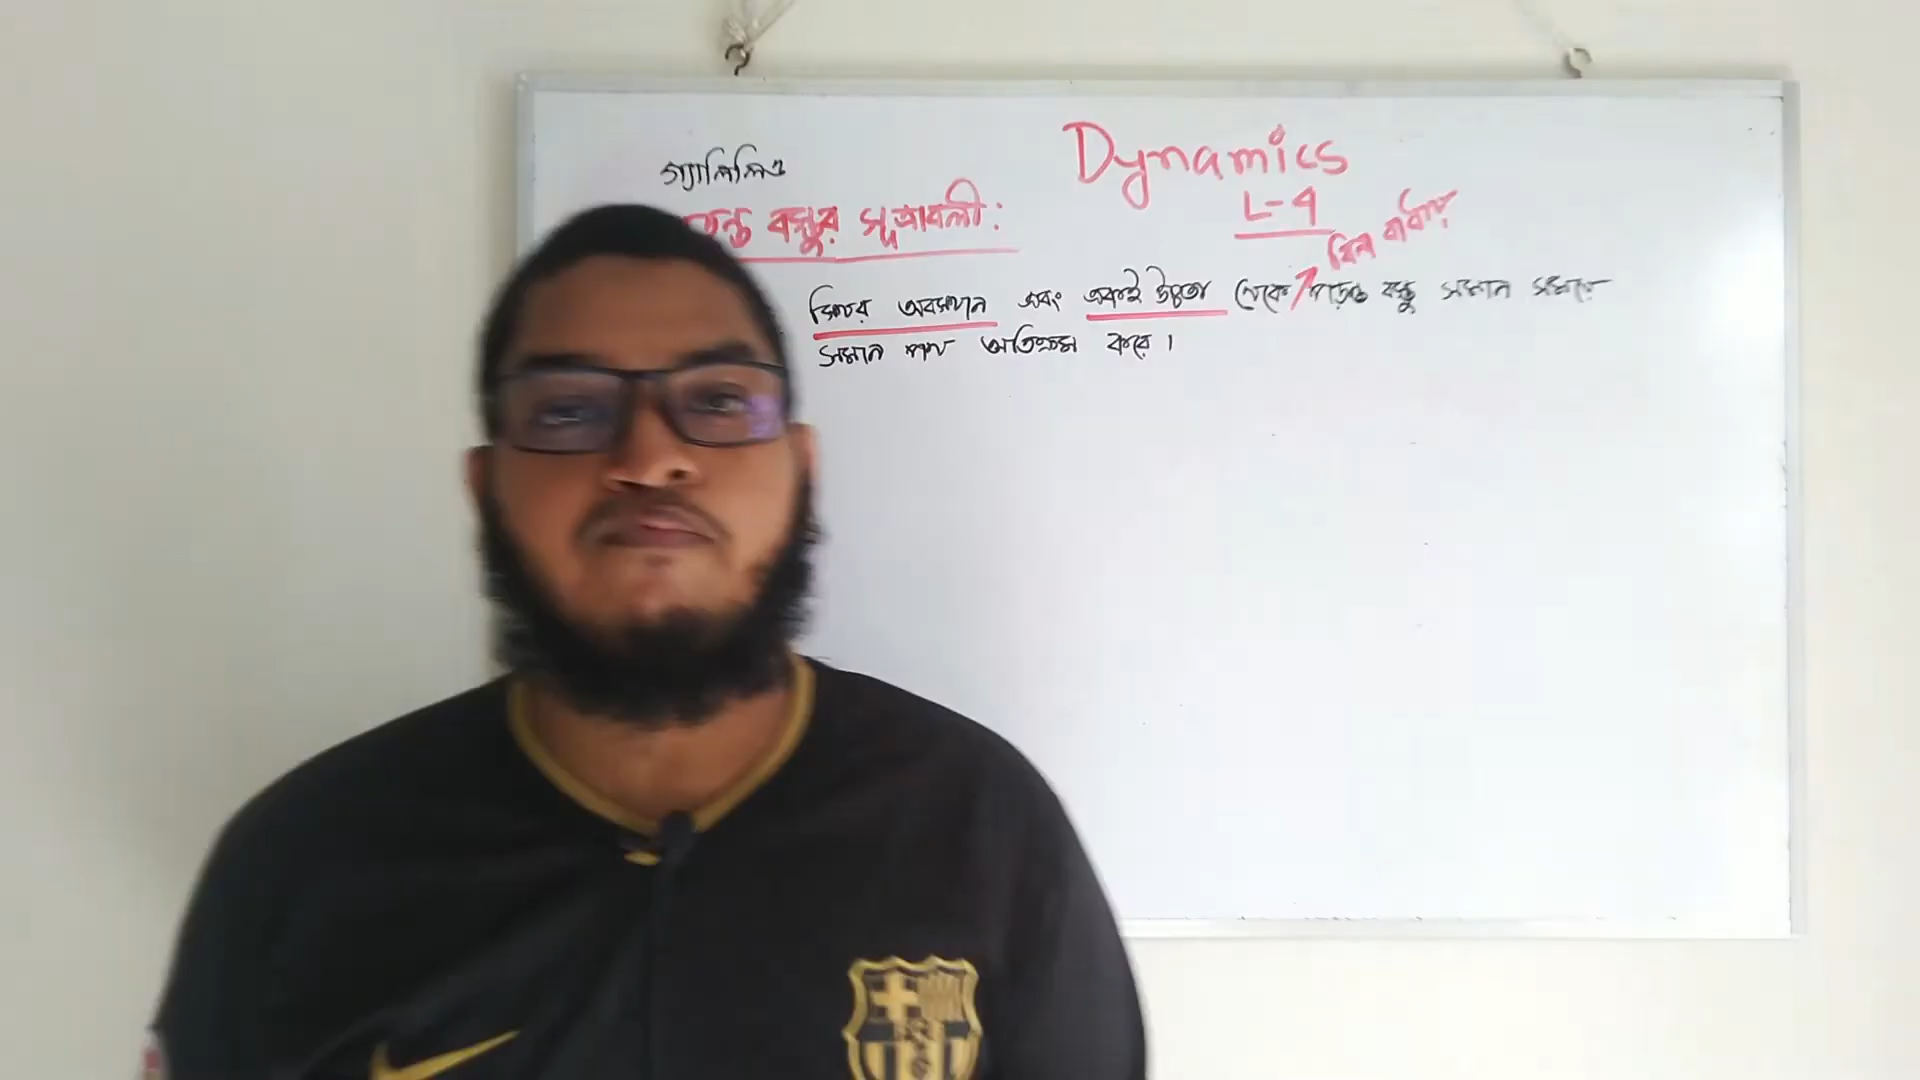 গ্যালিলিও
Dynamics
ন্ত বস্তুর সূত্রাবলী:
L-4
বিনা বাধায়
স্থির অবস্থান এবং একই উচ্চতা থেকে পড়ন্ত বস্তু সমান সময়ে
সমান পথ অতিক্রম করে।